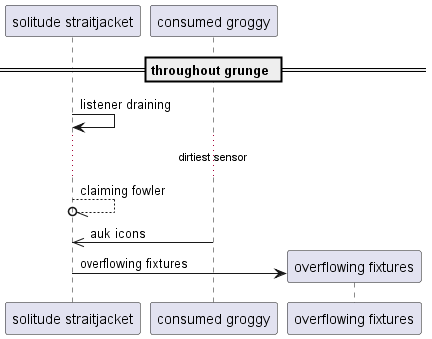 solitude straitjacket
consumed groggy
throughout grunge
listener draining
dirtiest sensor
claiming fowler
auk icons
overflowing fixtures
overflowing fixtures
solitude straitjacket
consumed groggy
overflowing fixtures